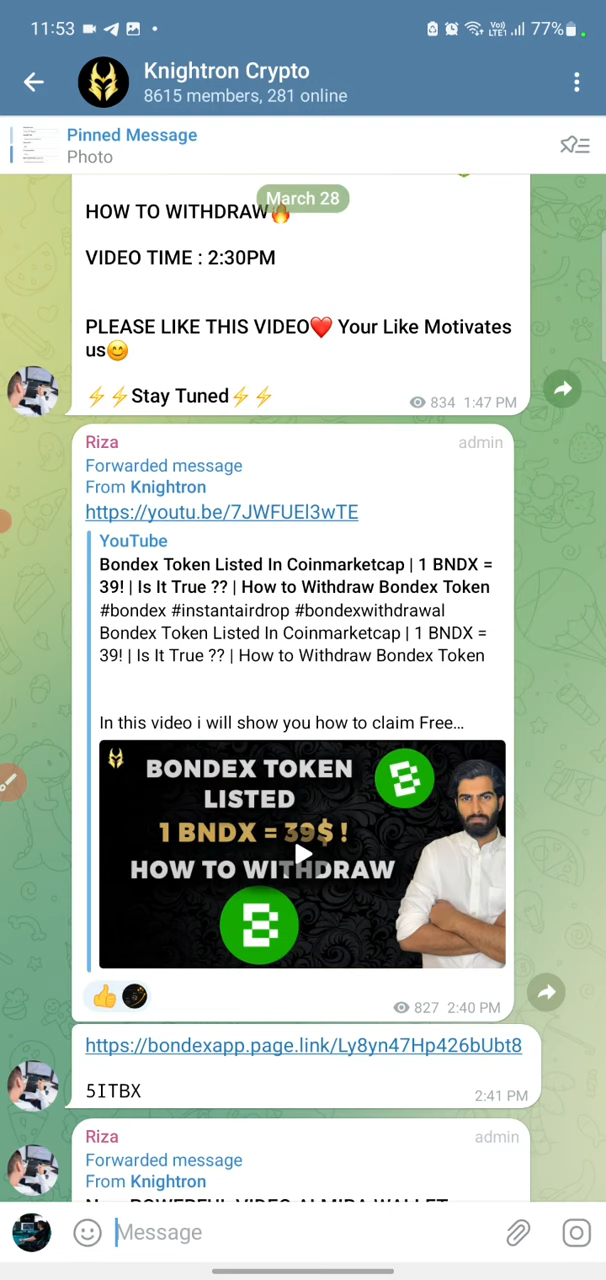 11:53
Vo))
LTE1
77%
Knightron Crypto
8615 members, 281 online
Pinned Message
Photo
March 28
HOW TO WITHDRAW🔥
VIDEO TIME : 2:30PM
PLEASE LIKE THIS VIDEO❤️ Your Like Motivates
us😊
⚡⚡Stay Tuned⚡⚡
834 1:47 PM
Riza admin
Forwarded message
From Knightron
https://youtu.be/7JWFUEl3wTE
YouTube
Bondex Token Listed In Coinmarketcap | 1 BNDX =
39! | Is It True ?? | How to Withdraw Bondex Token
#bondex #instantairdrop #bondexwithdrawal
Bondex Token Listed In Coinmarketcap | 1 BNDX =
39! | Is It True ?? | How to Withdraw Bondex Token
In this video i will show you how to claim Free...
BONDEX TOKEN
LISTED
1 BNDX = 39$ !
HOW TO WITHDRAW
👍
827 2:40 PM
https://bondexapp.page.link/Ly8yn47Hp426bUbt8
5ITBX
2:41 PM
Riza admin
Forwarded message
From Knightron
Message